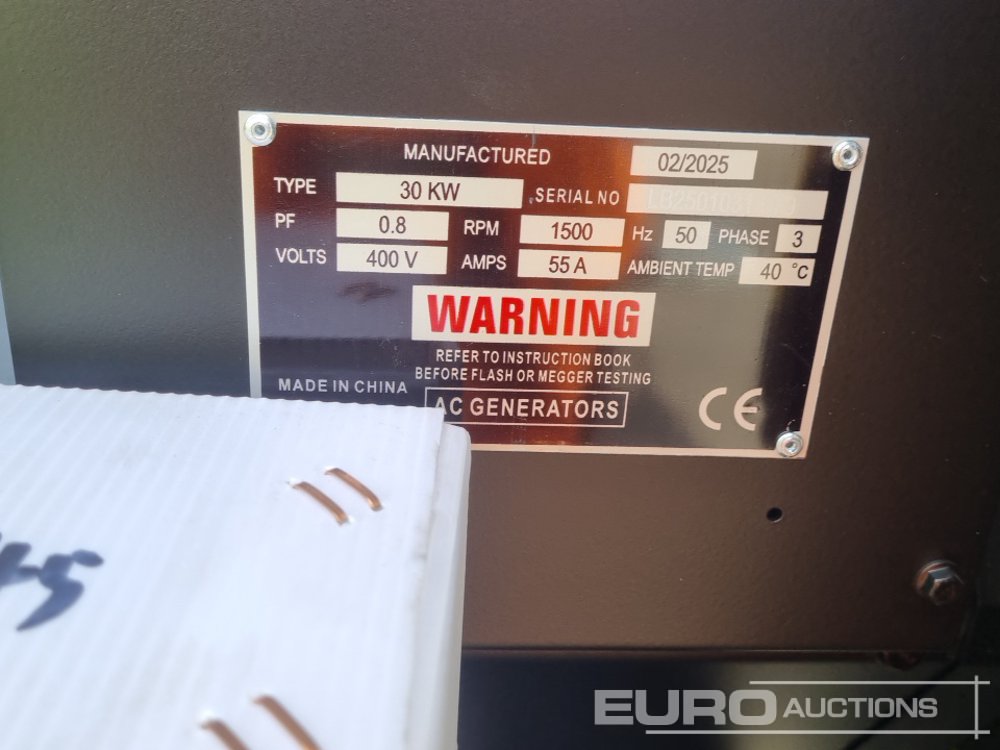 MANUFACTURED 02/2025
TYPE 30 KW SERIAL NO
PF 0.8 RPM 1500 Hz 50 PHASE 3
VOLTS 400 V AMPS 55 A AMBIENT TEMP 40 °C
WARNING
REFER TO INSTRUCTION BOOK
BEFORE FLASH OR MEGGER TESTING
MADE IN CHINA
AC GENERATORS
CE
EURO AUCTIONS